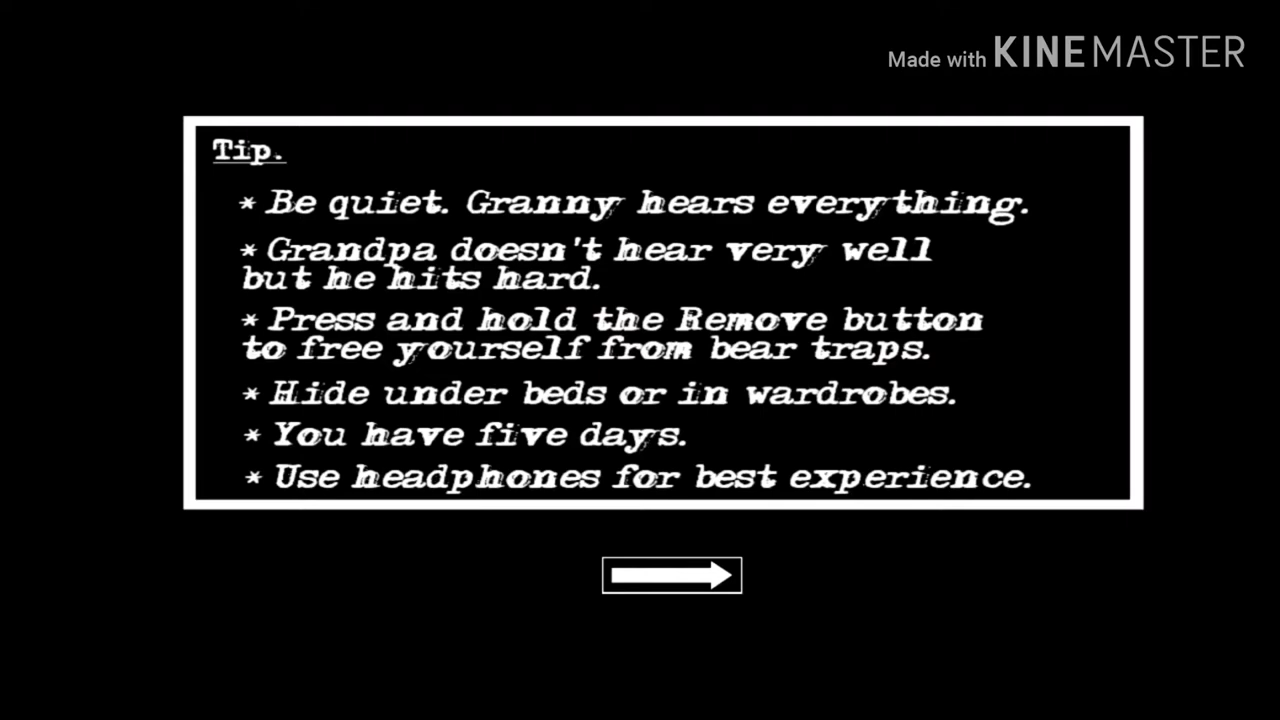 Made with KINEMASTER
Tip.
* Be quiet. Granny hears everything.
* Grandpa doesn't hear very well
but he hits hard.
* Press and hold the Remove button
to free yourself from bear traps.
* Hide under beds or in wardrobes.
* You have five days.
* Use headphones for best experience.